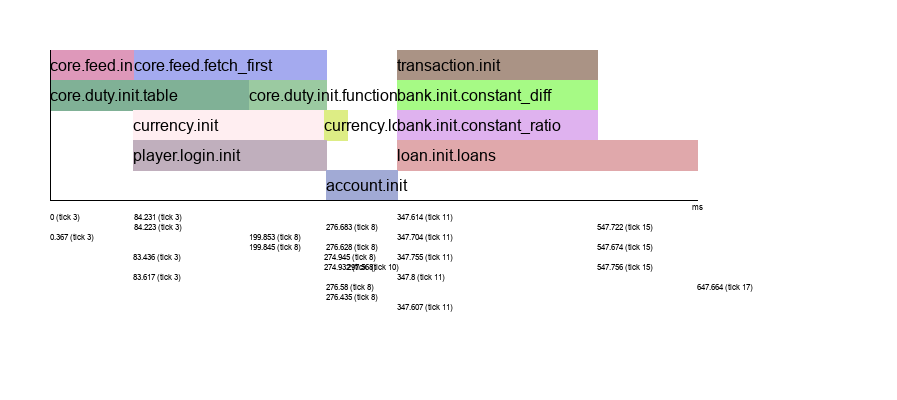 core.feed.in core.feed.fetch_first transaction.init
core.duty.init.table core.duty.init.function bank.init.constant_diff
currency.init currency.lo bank.init.constant_ratio
player.login.init loan.init.loans
account.init
ms
0 (tick 3) 84.231 (tick 3) 347.614 (tick 11)
84.223 (tick 3) 276.683 (tick 8) 547.722 (tick 15)
0.367 (tick 3) 199.853 (tick 8) 347.704 (tick 11)
199.845 (tick 8) 276.628 (tick 8) 547.674 (tick 15)
83.436 (tick 3) 274.945 (tick 8) 347.755 (tick 11)
(tick 10) 547.756 (tick 15)
83.617 (tick 3) 347.8 (tick 11)
276.58 (tick 8) 647.664 (tick 17)
276.435 (tick 8)
347.607 (tick 11)